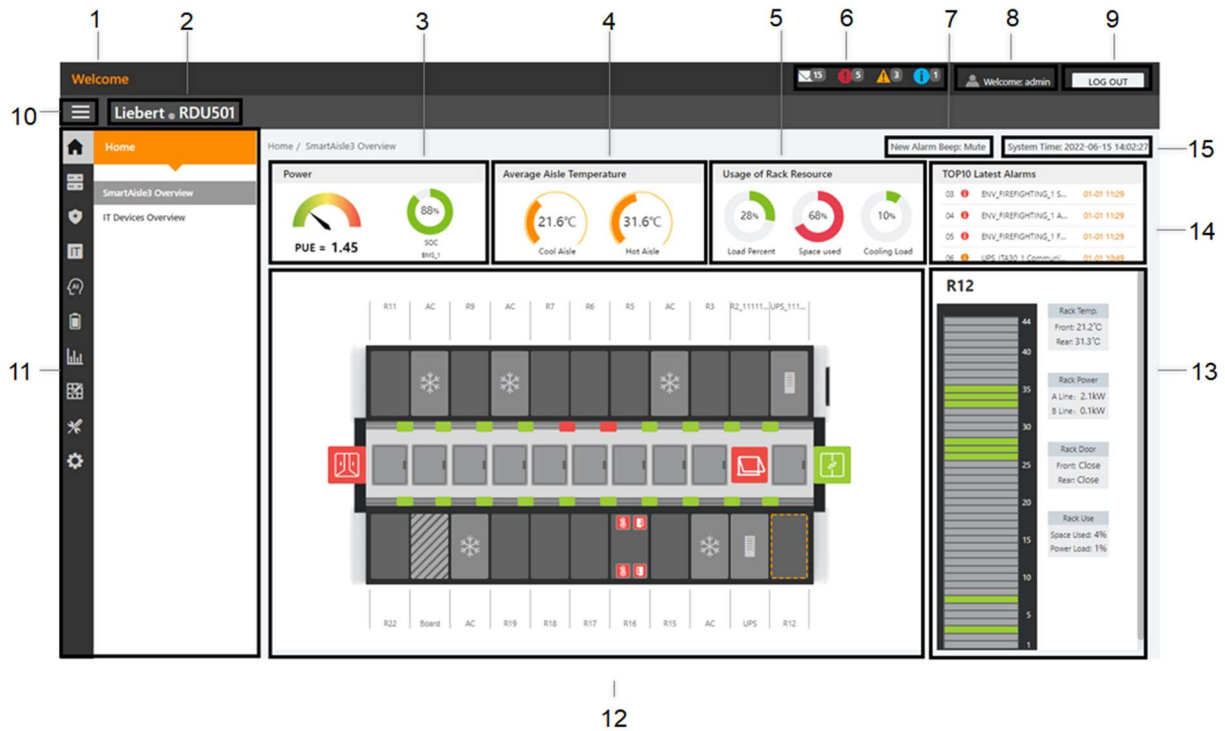 1 2 3 4 5 6 7 8 9
Welcome
15 5 3 1
Welcome: admin
LOG OUT
10
Liebert ® RDU501
Home
Home / SmartAisle3 Overview
New Alarm Beep: Mute
System Time: 2022-06-15 14:02:27
15
SmartAisle3 Overview
IT Devices Overview
IT
AI
11
Power
PUE = 1.45
88%
SOC
BMS_1
Average Aisle Temperature
21.6°C
Cool Aisle
31.6°C
Hot Aisle
Usage of Rack Resource
28%
Load Percent
68%
Space used
10%
Cooling Load
TOP10 Latest Alarms
03 ENV_FIREFIGHTING_1 S... 01-01 11:29
04 ENV_FIREFIGHTING_1 A... 01-01 11:29
05 ENV_FIREFIGHTING_1 F... 01-01 11:29
06 UPS_ITA30_1 Communi... 01-01 10:49
14
R11 AC R9 AC R7 R6 R5 AC R3 R2_11111... UPS_111...
R22 Board AC R19 R18 R17 R16 R15 AC UPS R12
12
R12
44
40
35
30
25
20
15
10
5
1
Rack Temp.
Front: 21.2°C
Rear: 31.3°C
Rack Power
A Line: 2.1kW
B Line: 0.1kW
Rack Door
Front: Close
Rear: Close
Rack Use
Space Used: 4%
Power Load: 1%
13